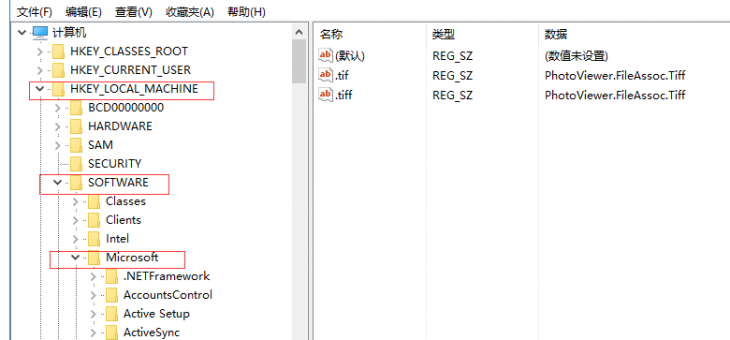 文件(F) 编辑(E) 查看(V) 收藏夹(A) 帮助(H)
计算机
HKEY_CLASSES_ROOT
HKEY_CURRENT_USER
HKEY_LOCAL_MACHINE
BCD00000000
HARDWARE
SAM
SECURITY
SOFTWARE
Classes
Clients
Intel
Microsoft
.NETFramework
AccountsControl
Active Setup
ActiveSync
名称 类型 数据
ab (默认) REG_SZ (数值未设置)
ab .tif REG_SZ PhotoViewer.FileAssoc.Tiff
ab .tiff REG_SZ PhotoViewer.FileAssoc.Tiff